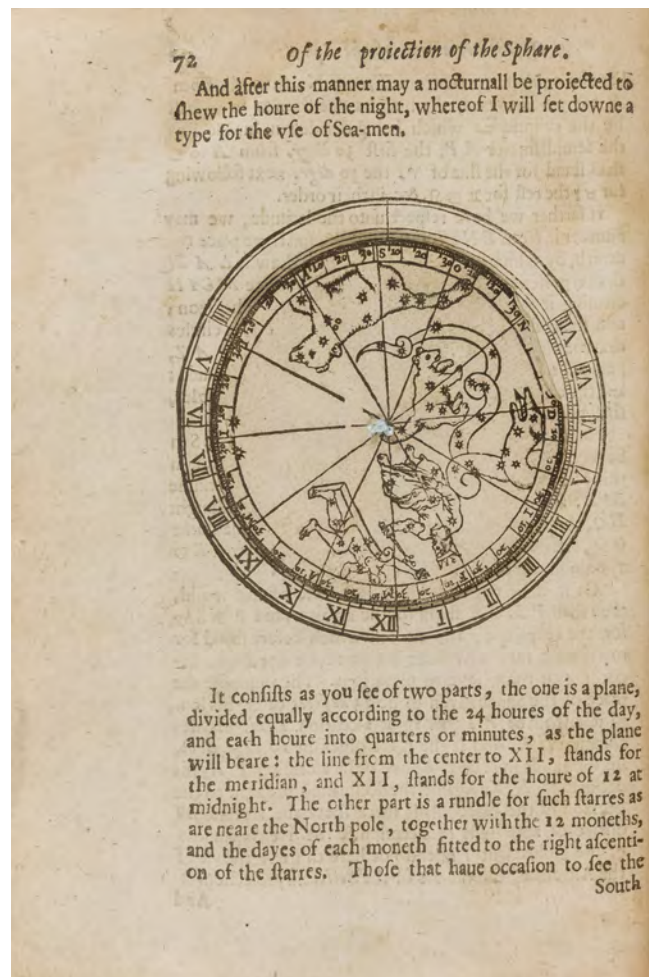 72 Of the proiection of the Sphære.
And after this manner may a nocturnall be proiected to
ſhew the houre of the night, whereof I will ſet downe a
type for the vſe of Sea-men.
XII
I
II
III
X
XI
IX
It conſiſts as you ſee of two parts, the one is a plane,
divided equally according to the 24 houres of the day,
and each houre into quarters or minutes, as the plane
will beare: the line from the center to XII, ſtands for
the meridian, and XII, ſtands for the houre of 12 at
midnight. The other part is a rundle for ſuch ſtarres as
are neare the North pole, together with the 12 moneths,
and the dayes of each moneth fitted to the right aſcenti-
on of the ſtarres. Thoſe that haue occaſion to ſee the
South